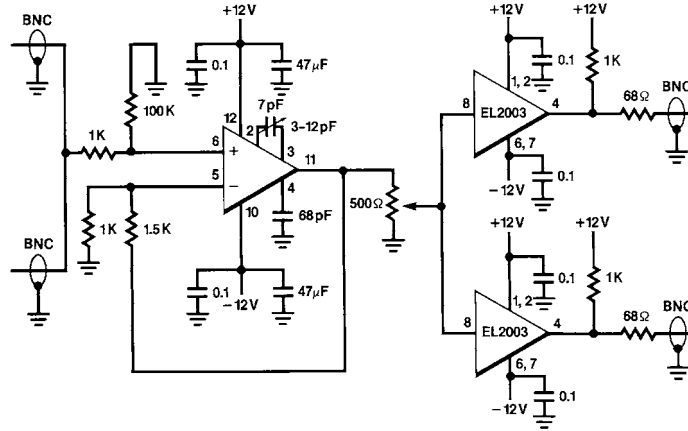 BNC
+12V
0.1
47μF
7pF
3–12pF
100K
1K
12
2
6
+
3
11
5
−
4
10
68pF
500Ω
1K
1.5K
BNC
0.1
47μF
−12V
+12V
+12V
0.1
1K
1, 2
8
EL2003
4
68Ω
BNC
6, 7
0.1
−12V
+12V
+12V
0.1
1K
1, 2
8
EL2003
4
68Ω
BNC
6, 7
0.1
−12V